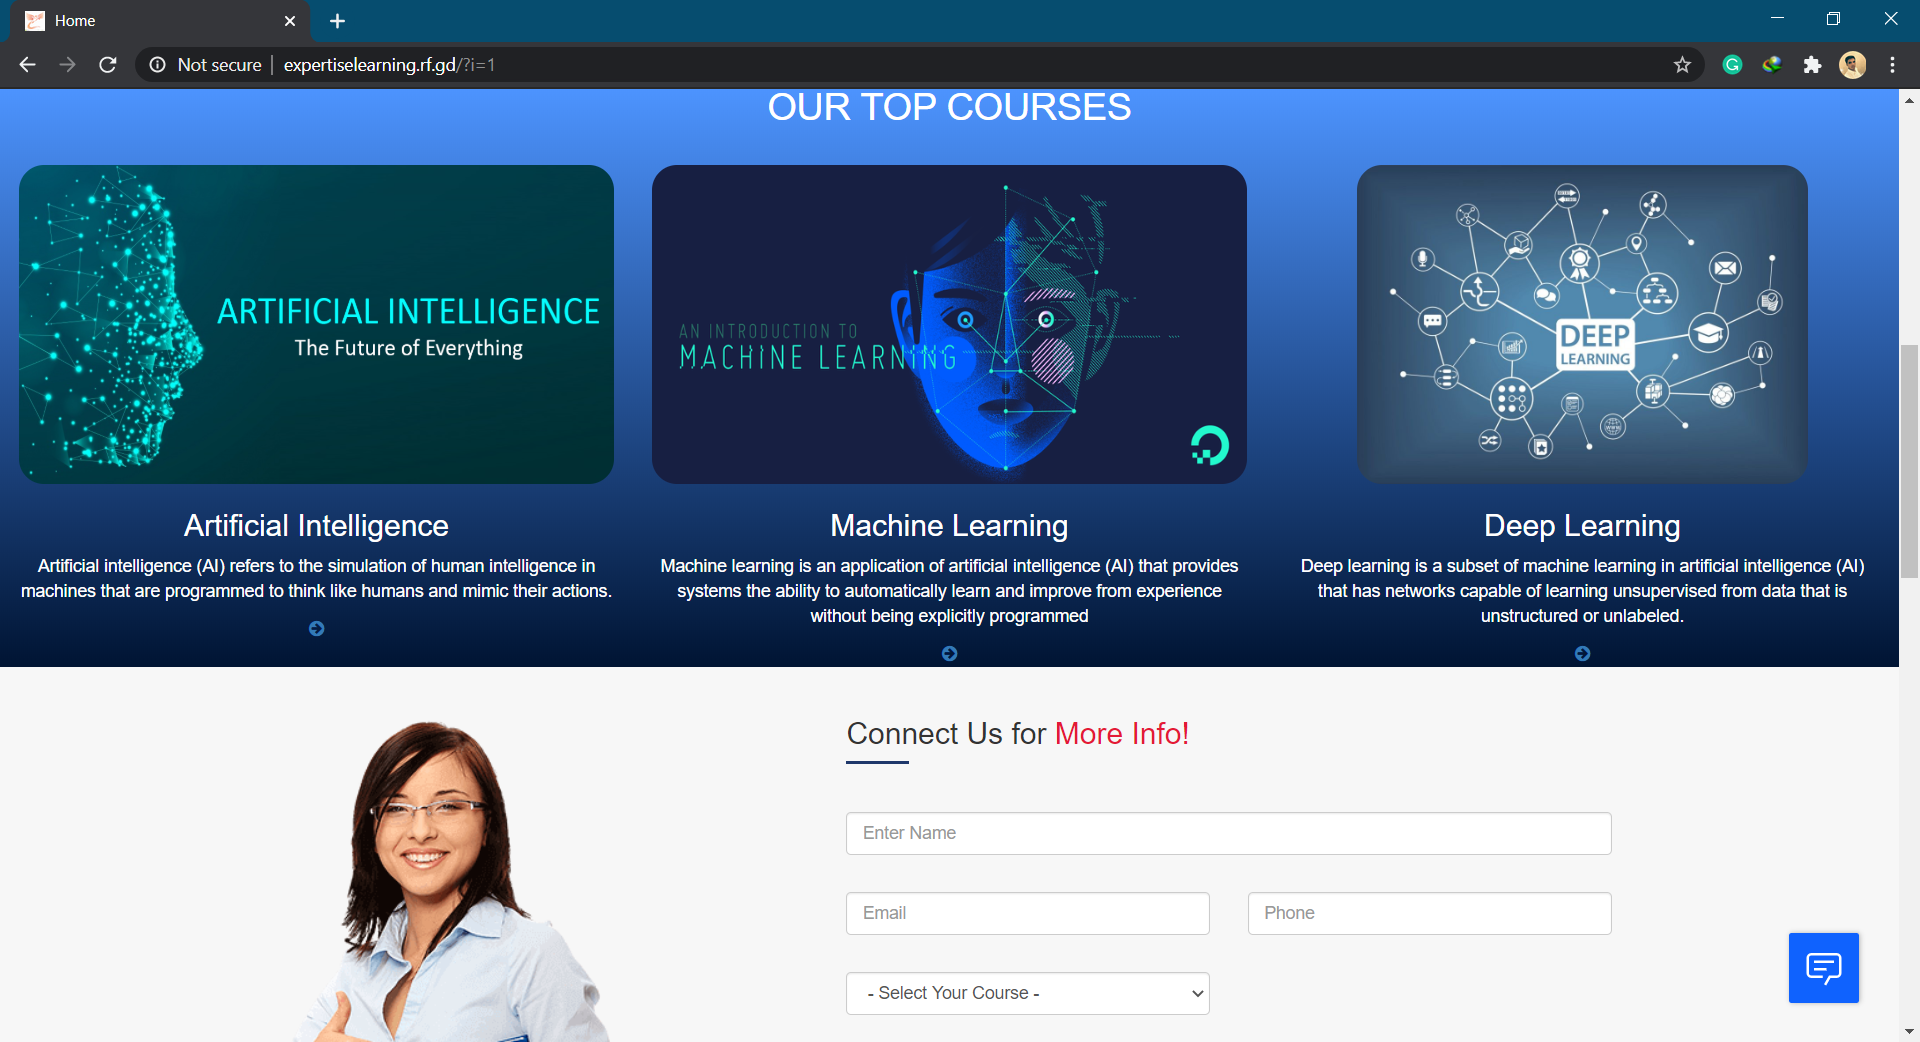 Home
Not secure
expertiselearning.rf.gd/?i=1
OUR TOP COURSES
ARTIFICIAL INTELLIGENCE
The Future of Everything
AN INTRODUCTION TO
MACHINE LEARNING
DEEP
LEARNING
Artificial Intelligence
Artificial intelligence (AI) refers to the simulation of human intelligence in
machines that are programmed to think like humans and mimic their actions.
Machine Learning
Machine learning is an application of artificial intelligence (AI) that provides
systems the ability to automatically learn and improve from experience
without being explicitly programmed
Deep Learning
Deep learning is a subset of machine learning in artificial intelligence (AI)
that has networks capable of learning unsupervised from data that is
unstructured or unlabeled.
Connect Us for More Info!
Enter Name
Email
Phone
- Select Your Course -